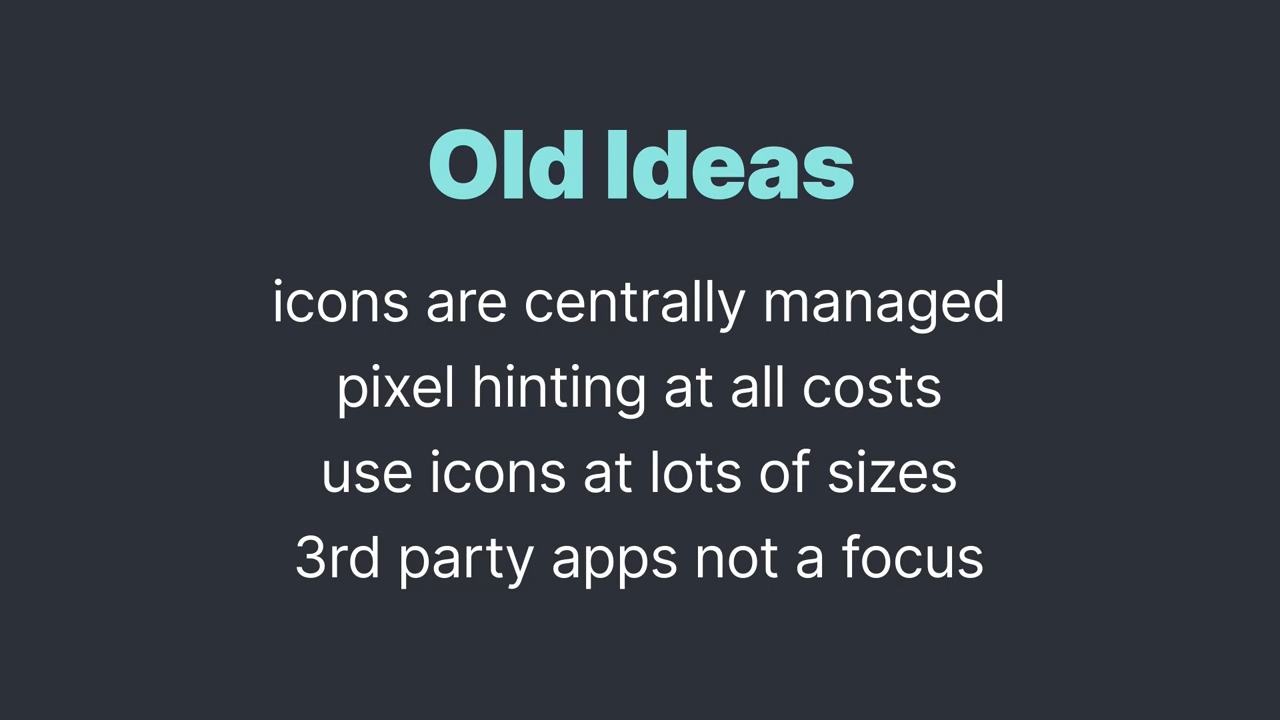 Old Ideas
icons are centrally managed
pixel hinting at all costs
use icons at lots of sizes
3rd party apps not a focus